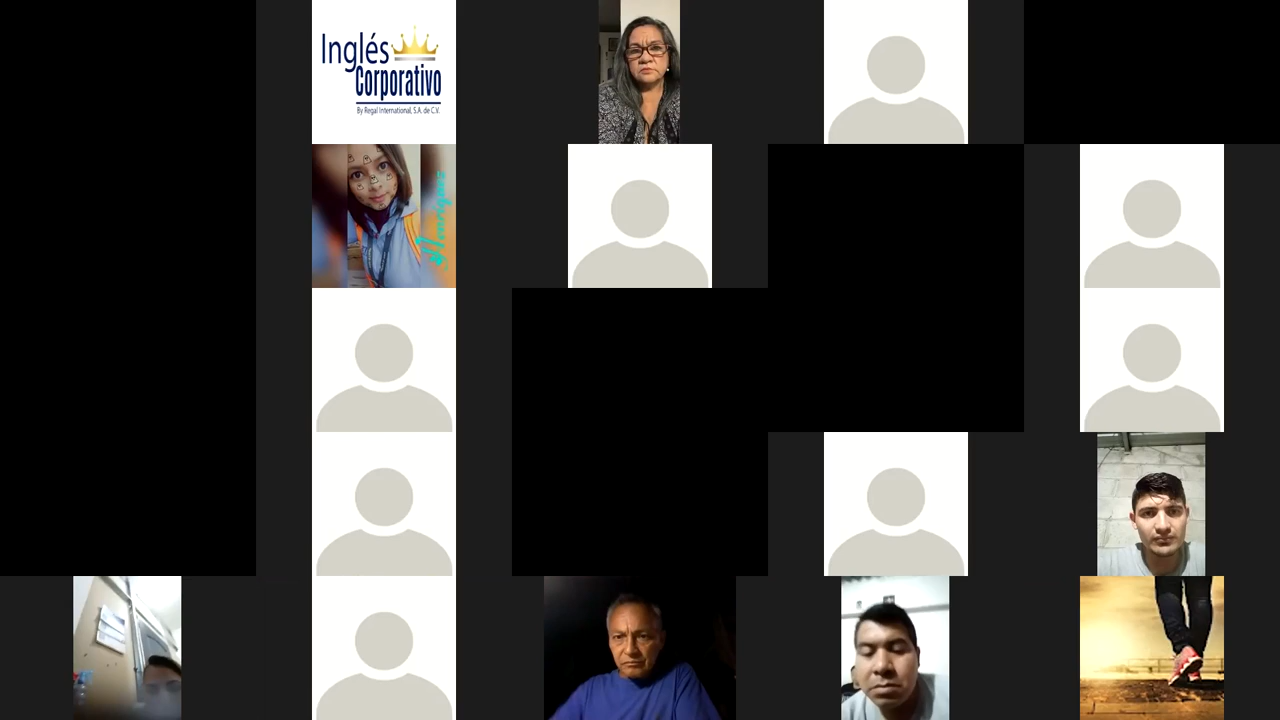 Inglés
Corporativo
By Regal International, S.A. de C.V.